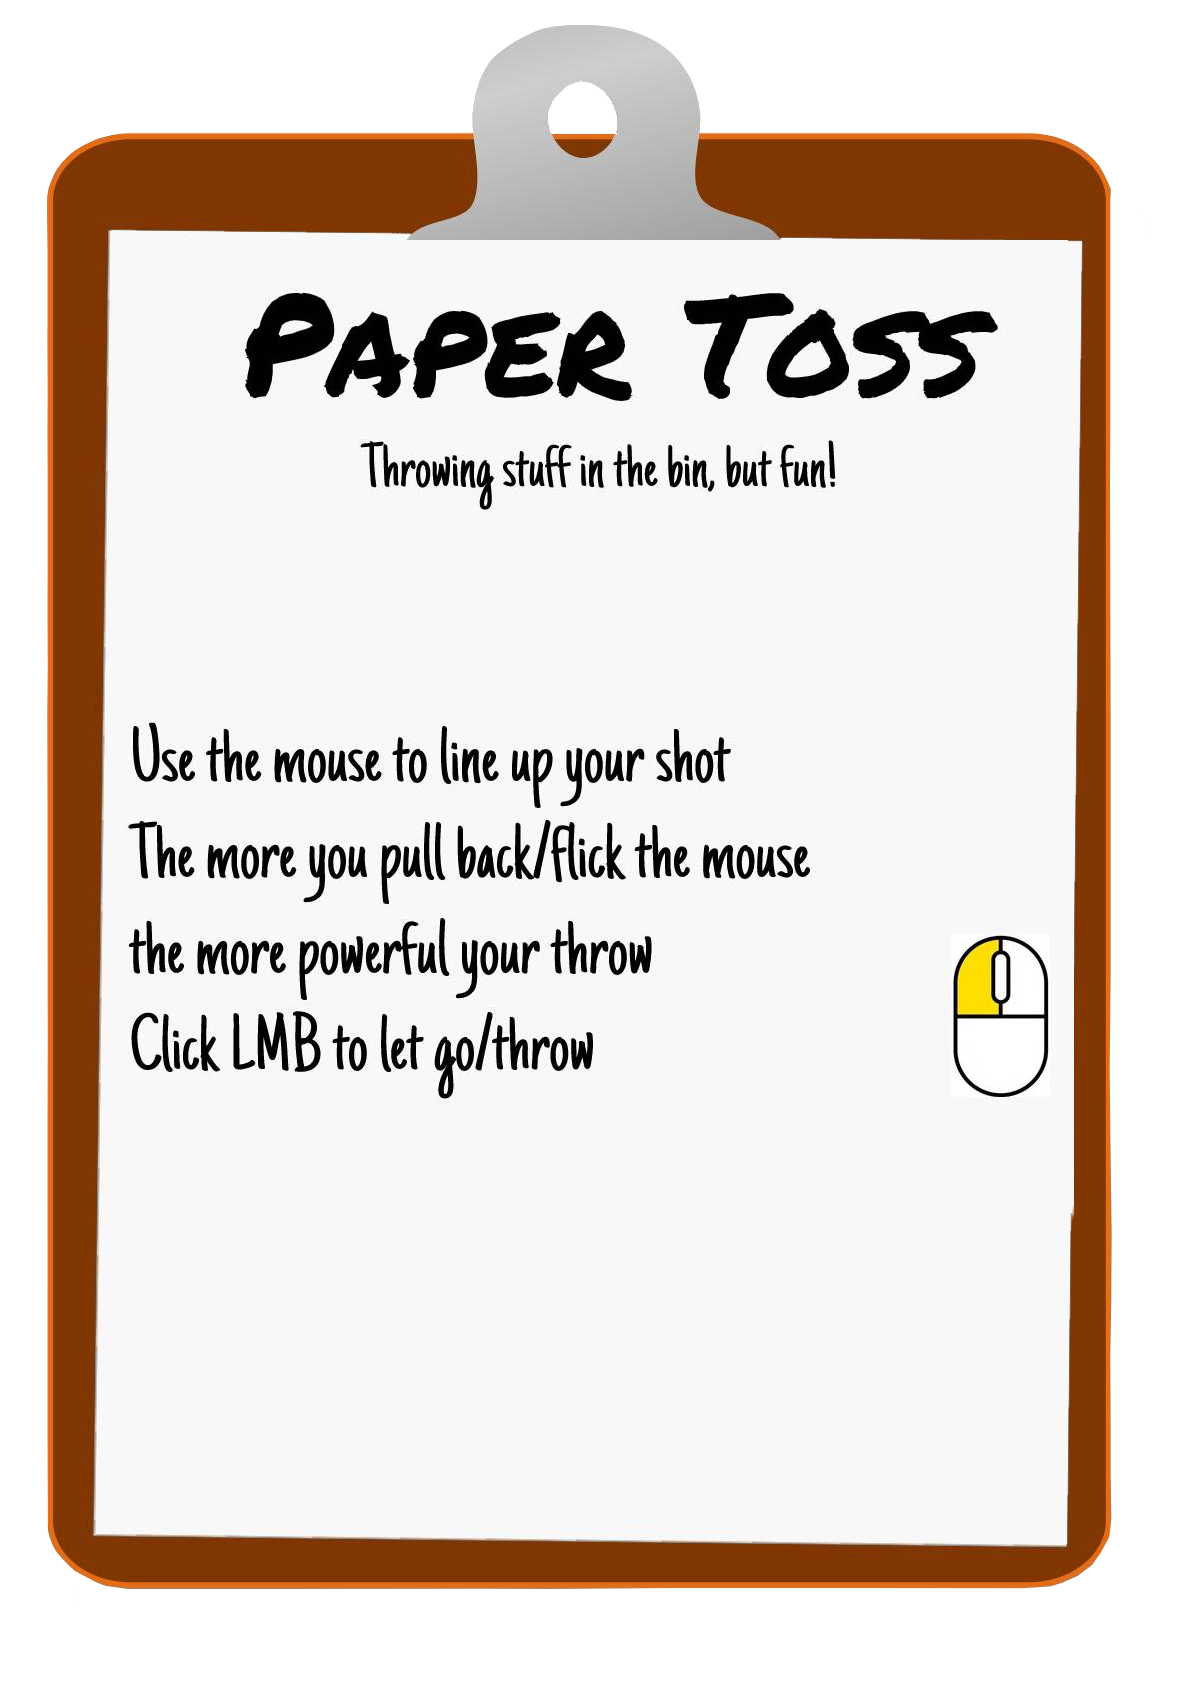 Paper Toss
Throwing stuff in the bin, but fun!
Use the mouse to line up your shot
The more you pull back/flick the mouse
the more powerful your throw
Click LMB to let go/throw